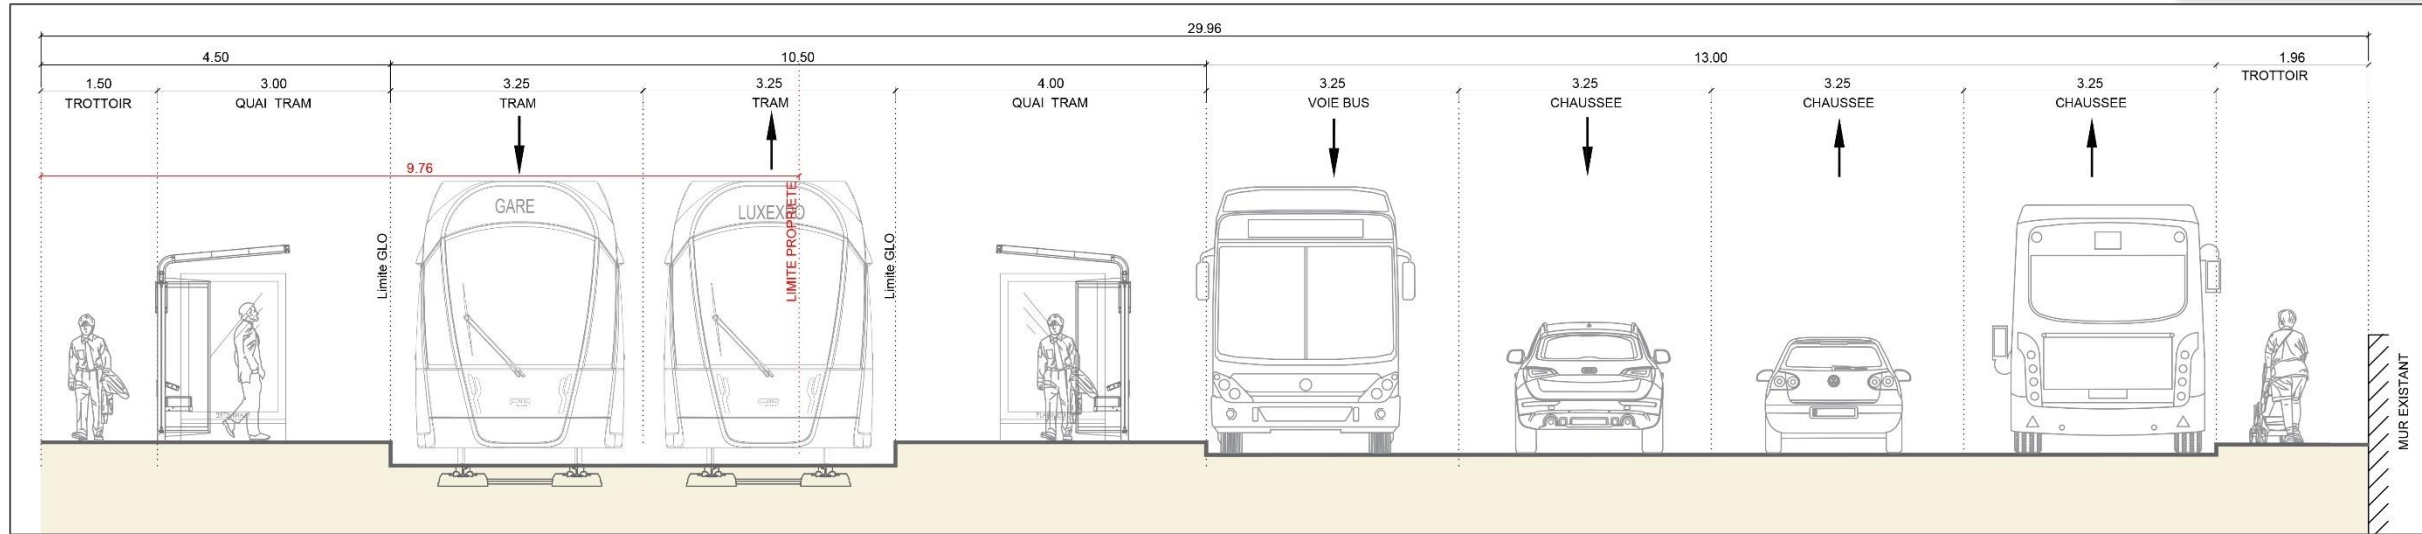 29.96
4.50
10.50
13.00
1.96
1.50
3.00
3.25
3.25
4.00
3.25
3.25
3.25
3.25
TROTTOIR
TROTTOIR
QUAI TRAM
TRAM
TRAM
QUAI TRAM
VOIE BUS
CHAUSSEE
CHAUSSEE
CHAUSSEE
9.76
GARE
LUXEXPO
LIMITE PROPRIETE
Limite GLO
Limite GLO
MUR EXISTANT